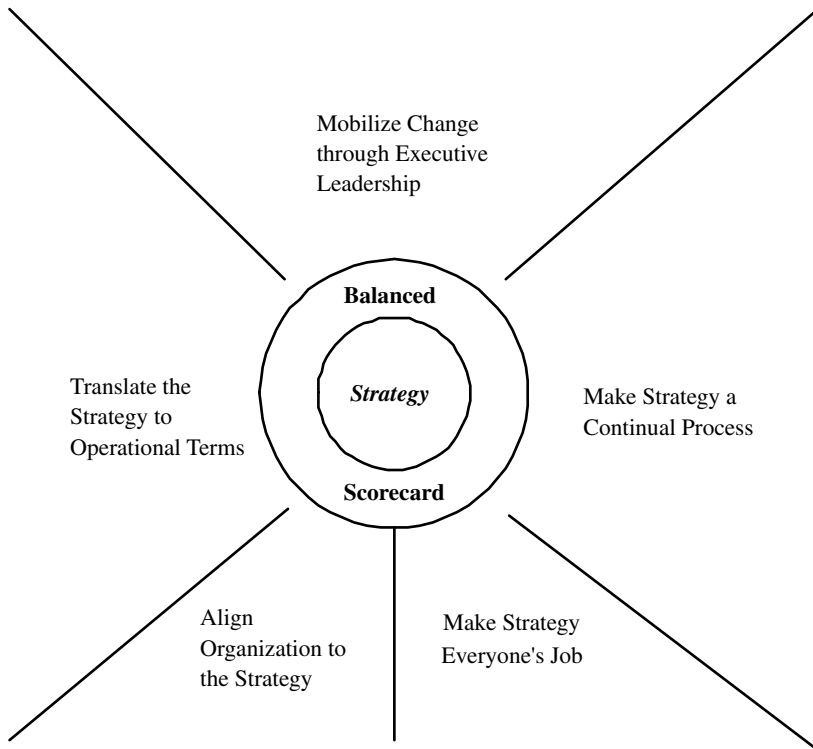 Mobilize Change
through Executive
Leadership
Balanced
Strategy
Scorecard
Translate the
Strategy to
Operational Terms
Make Strategy a
Continual Process
Align
Organization to
the Strategy
Make Strategy
Everyone's Job